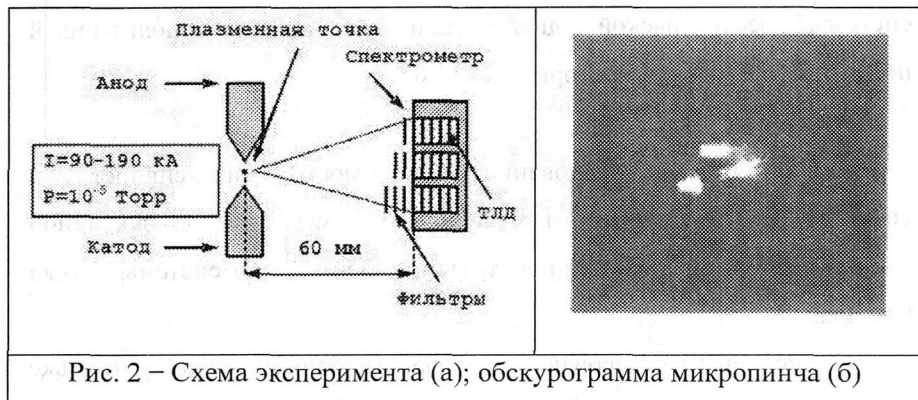 Плазменная точка
Спектрометр
Анод
I=90-190 кА
P=10⁻⁵ Торр
ТЛД
Катод
60 мм
Фильтры
Рис. 2 − Схема эксперимента (а); обскурограмма микропинча (б)